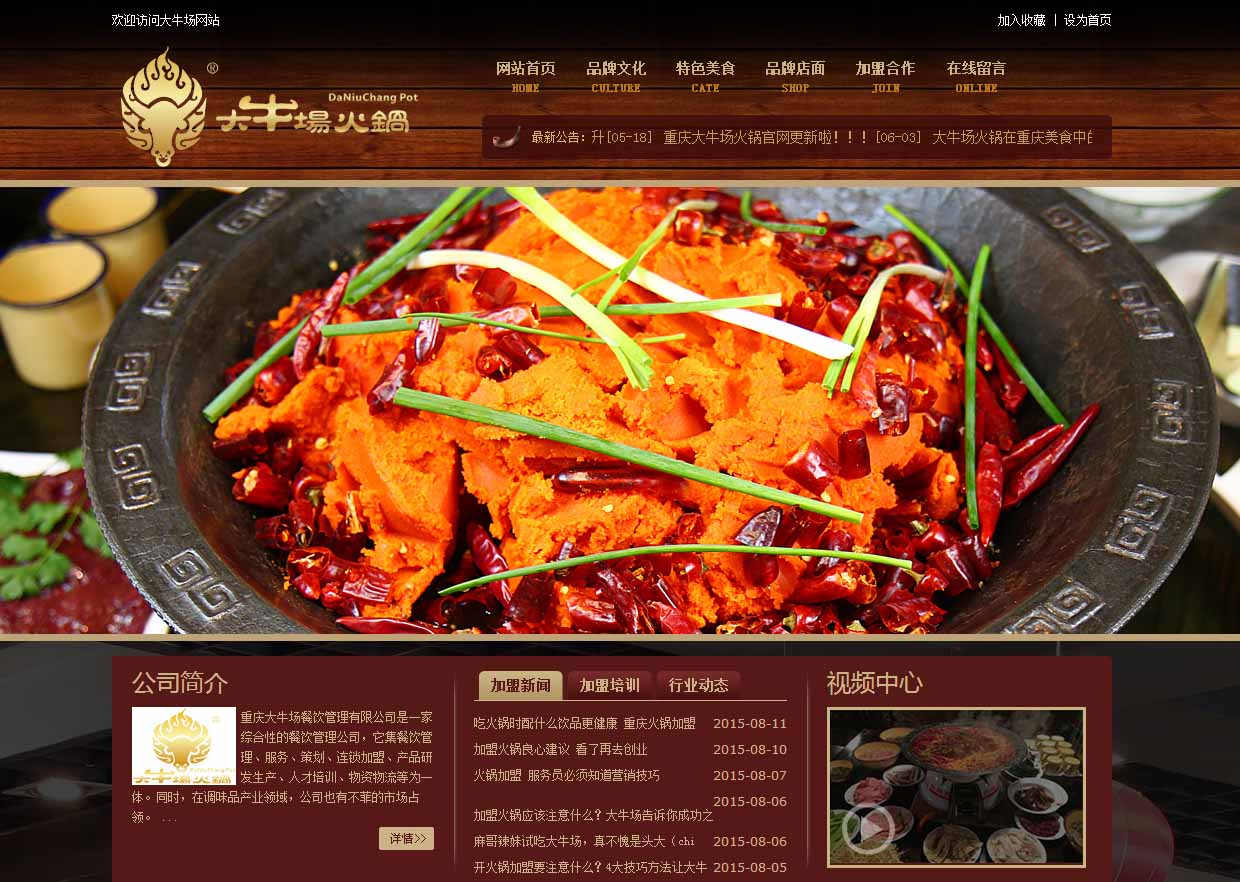 欢迎访问大牛场网站
加入收藏 | 设为首页
®
DaNiuChang Pot
大牛場火鍋
网站首页 品牌文化 特色美食 品牌店面 加盟合作 在线留言
HOME CULTURE CATE SHOP JOIN ONLINE
最新公告：升[05-18] 重庆大牛场火锅官网更新啦！！！[06-03] 大牛场火锅在重庆美食中
公司简介
重庆大牛场餐饮管理有限公司是一家
综合性的餐饮管理公司，它集餐饮管
理、服务、策划、连锁加盟、产品研
发生产、人才培训、物资物流等为一
体。同时，在调味品产业领域，公司也有不菲的市场占
领。 ...
DaNiuChang Pot
大牛場火鍋
详情>>
加盟新闻 加盟培训 行业动态
吃火锅时配什么饮品更健康 重庆火锅加盟 2015-08-11
加盟火锅良心建议 看了再去创业 2015-08-10
火锅加盟 服务员必须知道营销技巧 2015-08-07
2015-08-06
加盟火锅应该注意什么？大牛场告诉你成功之
麻哥辣妹试吃大牛场，真不愧是头大（chi 2015-08-06
开火锅加盟要注意什么？4大技巧方法让大牛 2015-08-05
视频中心